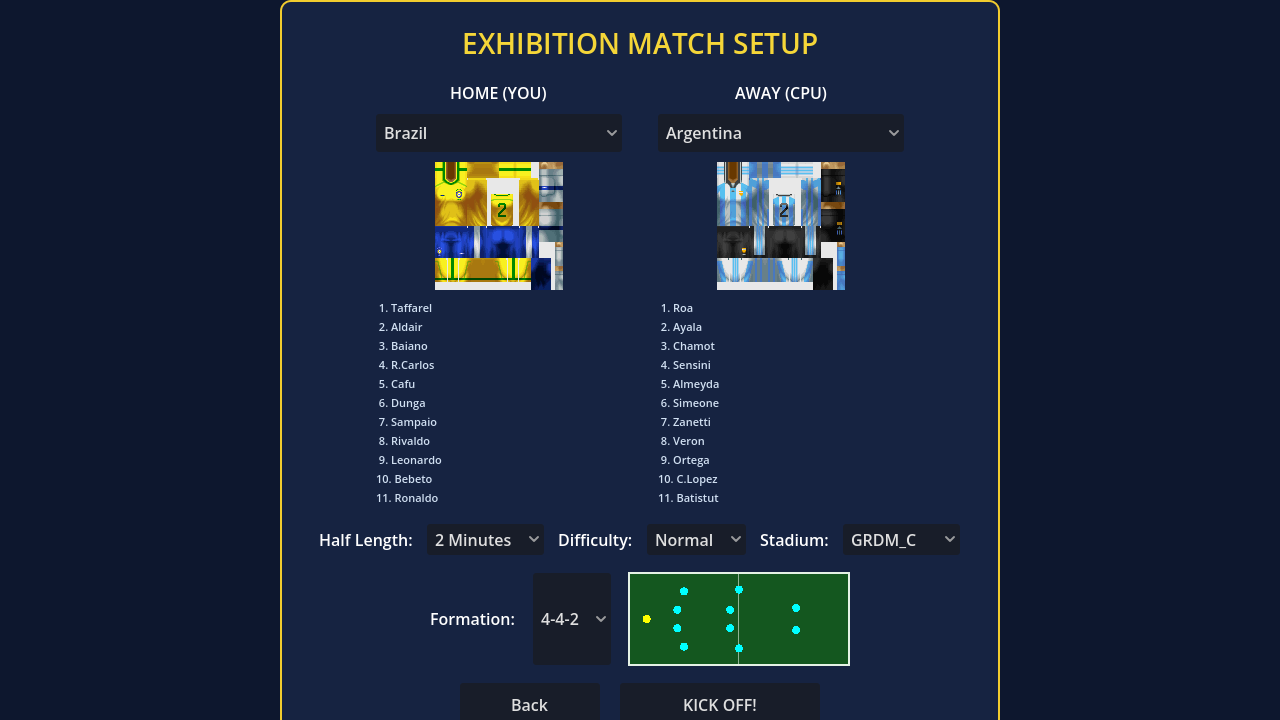 EXHIBITION MATCH SETUP
HOME (YOU)
AWAY (CPU)
Brazil
Argentina
2
2
1. Taffarel
2. Aldair
3. Baiano
4. R.Carlos
5. Cafu
6. Dunga
7. Sampaio
8. Rivaldo
9. Leonardo
10. Bebeto
11. Ronaldo
1. Roa
2. Ayala
3. Chamot
4. Sensini
5. Almeyda
6. Simeone
7. Zanetti
8. Veron
9. Ortega
10. C.Lopez
11. Batistut
Half Length: 2 Minutes Difficulty: Normal Stadium: GRDM_C
Formation: 4-4-2
Back
KICK OFF!